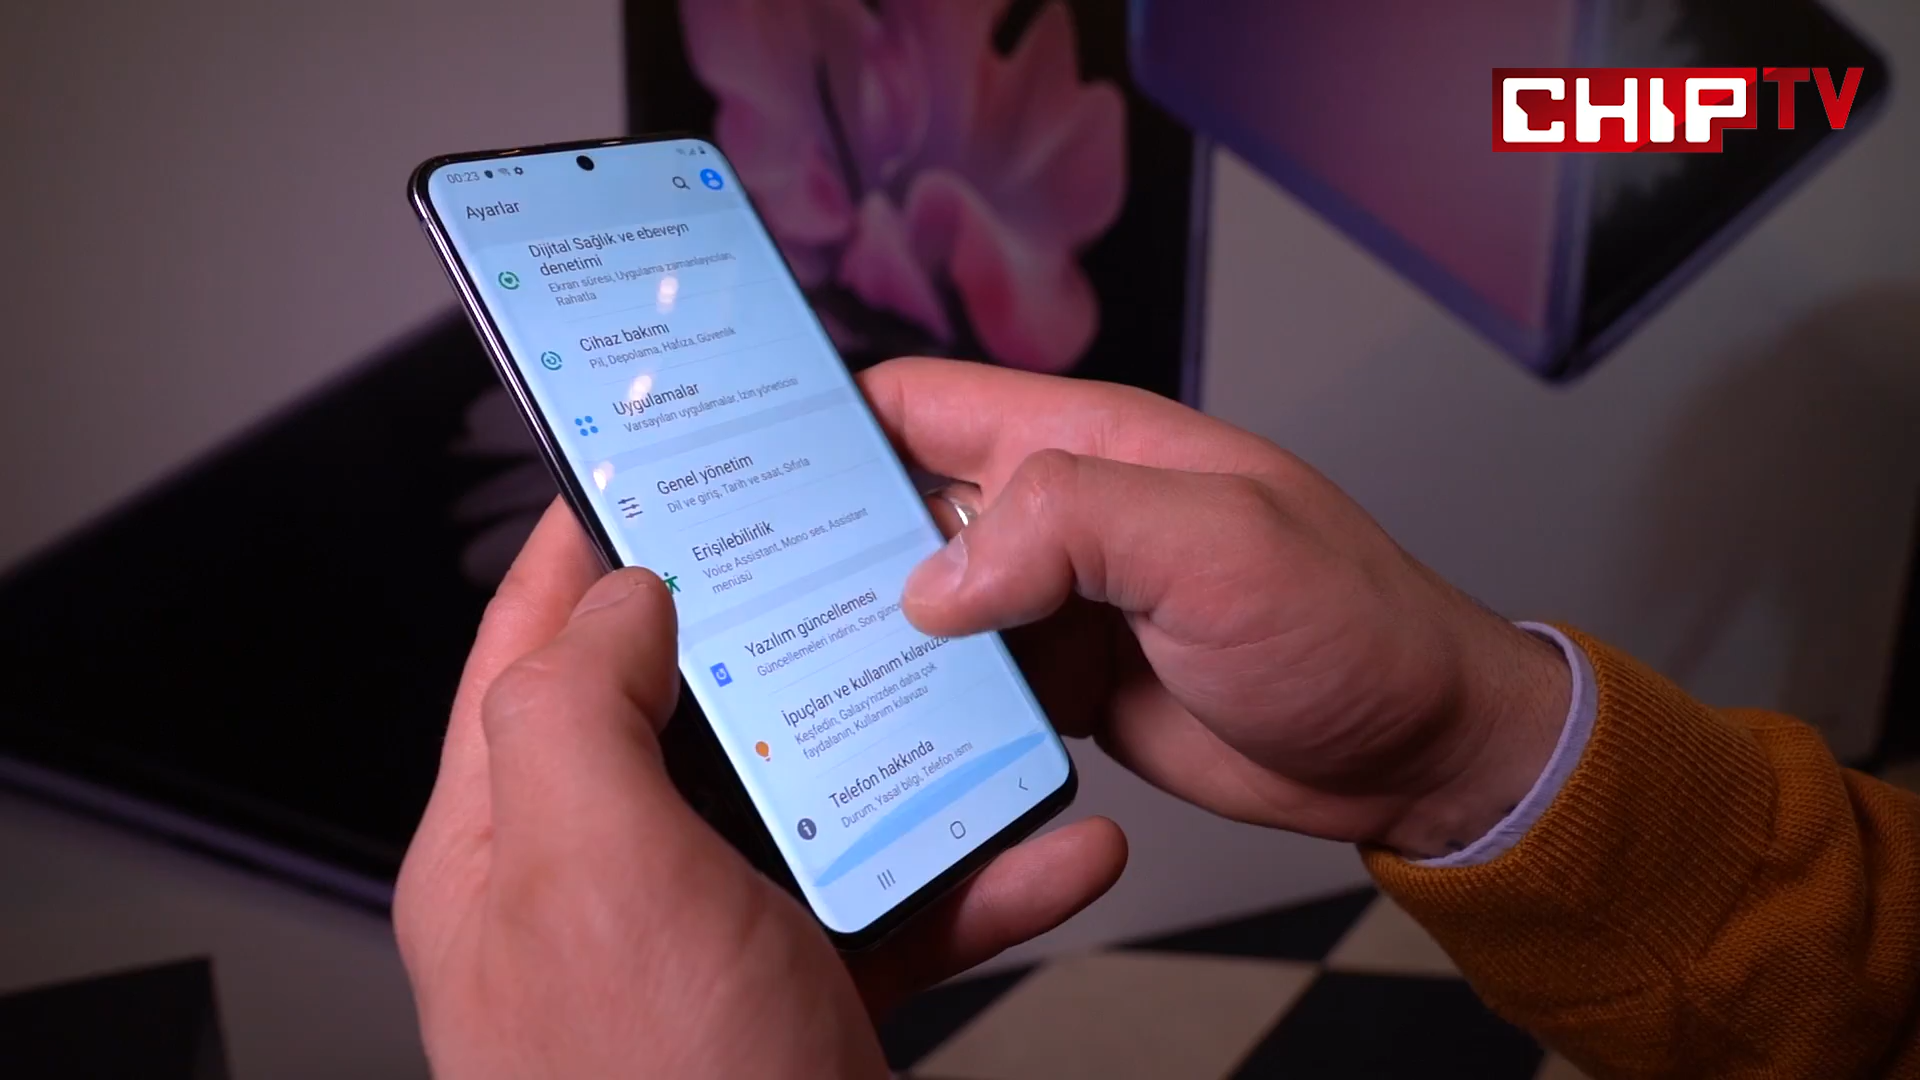 CHIP TV
00:23
Ayarlar
Dijital Sağlık ve ebeveyn
denetimi
Ekran süresi, Uygulama zamanlayıcıları,
Rahatla
Cihaz bakımı
Pil, Depolama, Hafıza, Güvenlik
Uygulamalar
Varsayılan uygulamalar, İzin yöneticisi
Genel yönetim
Dil ve giriş, Tarih ve saat, Sıfırla
Erişilebilirlik
Voice Assistant, Mono ses, Assistant
menüsü
Yazılım güncellemesi
Güncellemeleri indirin, Son
İpuçları ve kullanım kılavuzu
Keşfedin, Galaxy'nizden daha çok
faydalanın, Kullanım kılavuzu
Telefon hakkında
Durum, Yasal bilgi, Telefon ismi